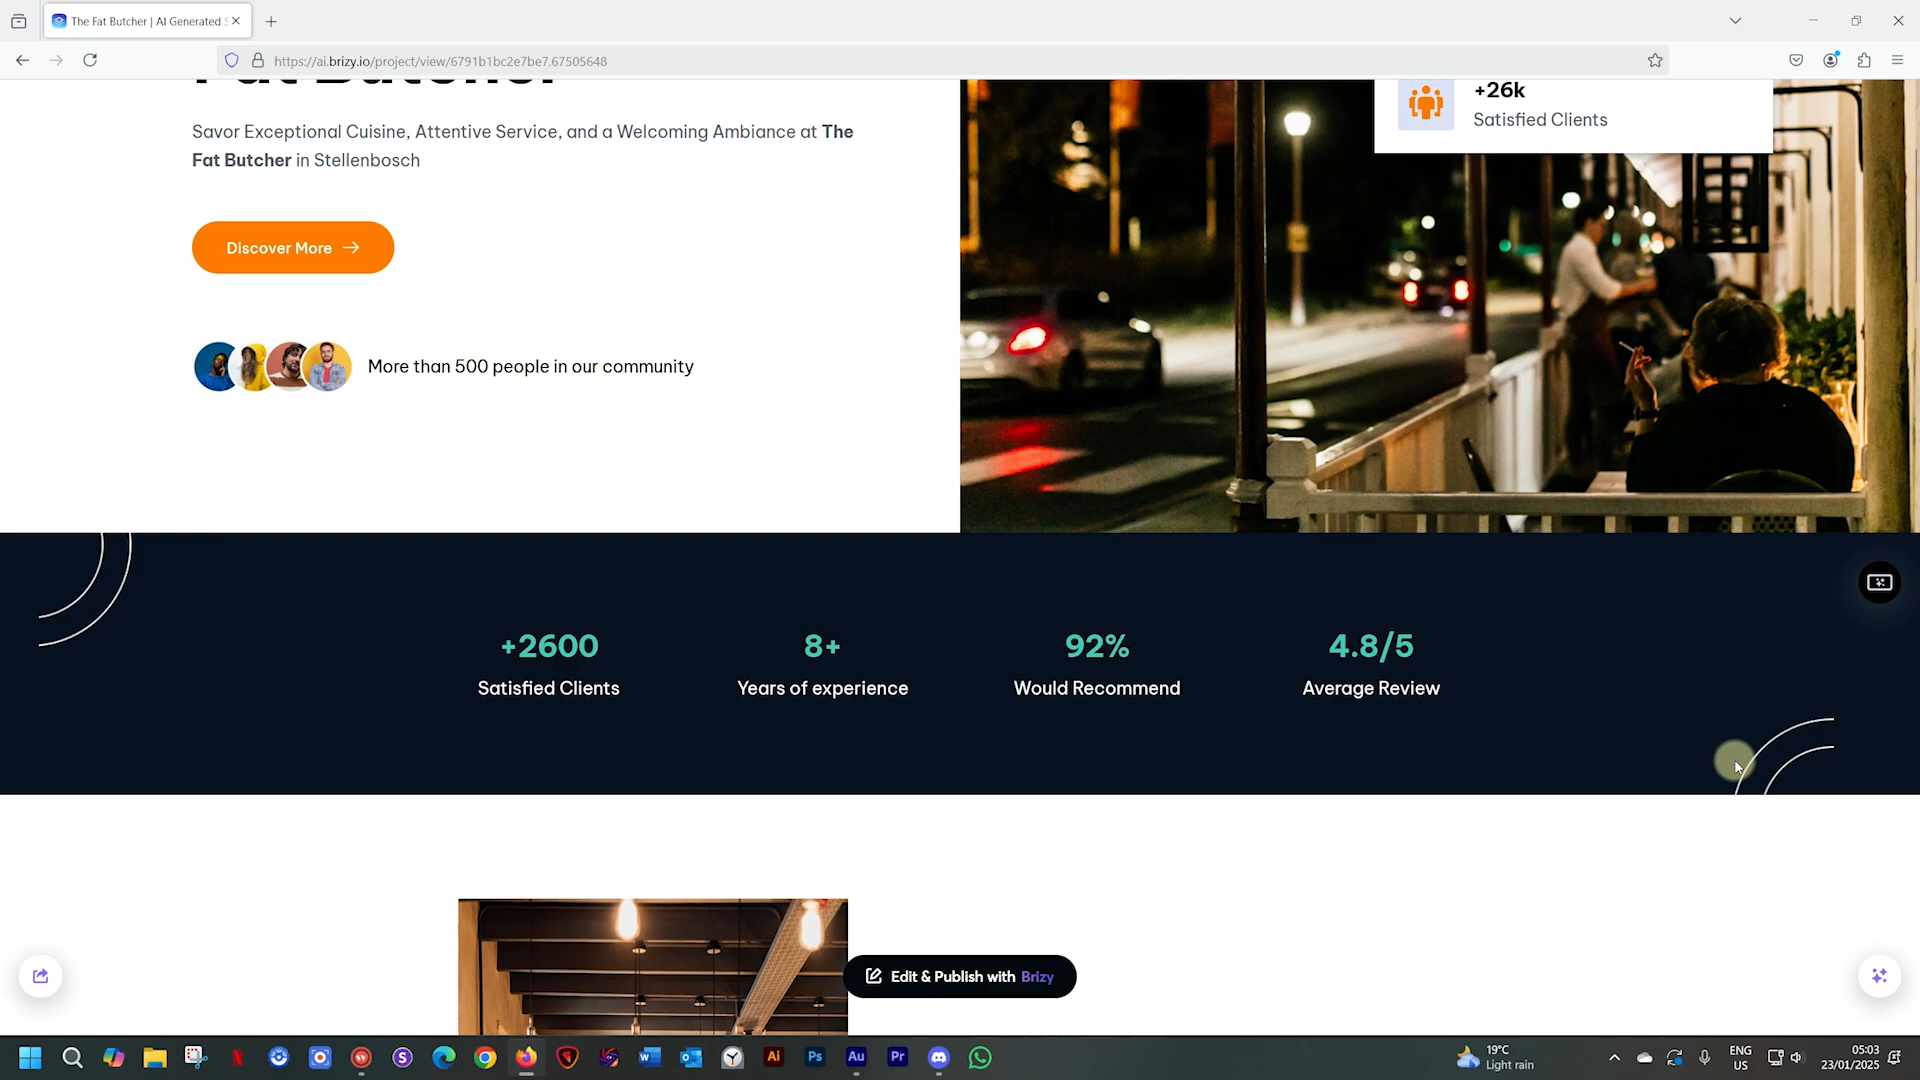 The Fat Butcher | AI Generated
https://ai.brizy.io/project/view/6791b1bc2e7be7.67505648
Fat Butcher
+26k
Satisfied Clients
Savor Exceptional Cuisine, Attentive Service, and a Welcoming Ambiance at The
Fat Butcher in Stellenbosch
Discover More
More than 500 people in our community
+2600
Satisfied Clients
8+
Years of experience
92%
Would Recommend
4.8/5
Average Review
Edit & Publish with Brizy
19°C
Light rain
ENG
US
05:03
23/01/2025